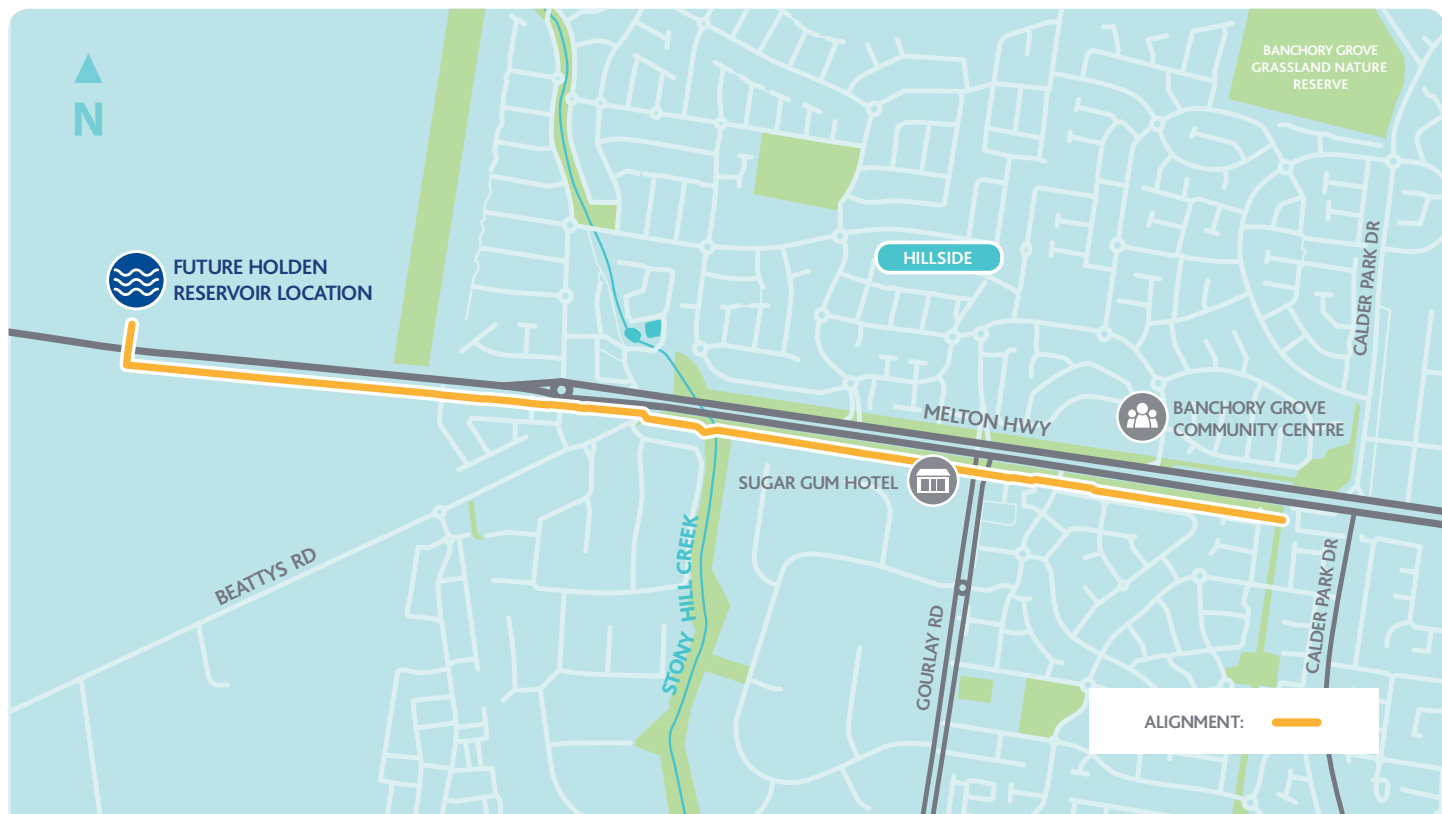 BANCHORY GROVE
GRASSLAND NATURE
RESERVE
N
FUTURE HOLDEN
RESERVOIR LOCATION
HILLSIDE
CALDER PARK DR
MELTON HWY
BANCHORY GROVE
COMMUNITY CENTRE
SUGAR GUM HOTEL
STONY HILL CREEK
BEATTYS RD
GOURLAY RD
CALDER PARK DR
ALIGNMENT: